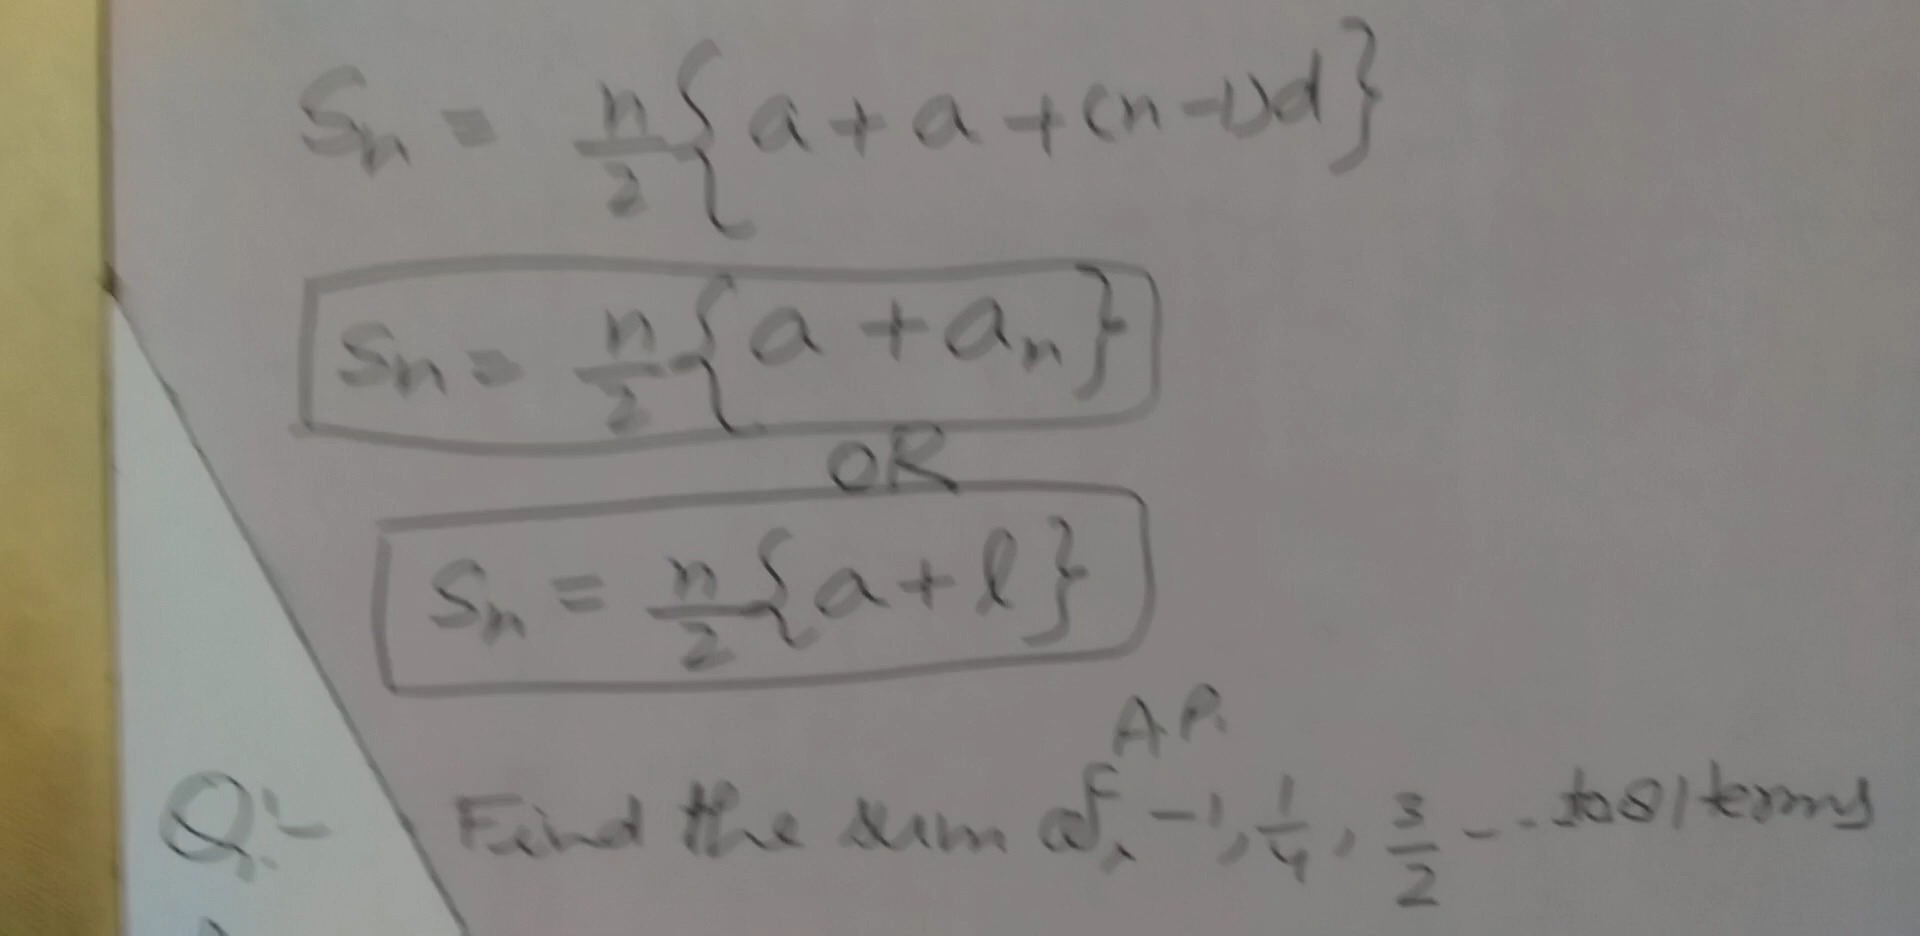 Sn = n/2 {a + a + (n-1)d}
Sn = n/2 {a + an}
OR
Sn = n/2 {a + l}
A.P.
Q:- Find the sum of -1, 1/4, 3/2 -.. to 81 terms